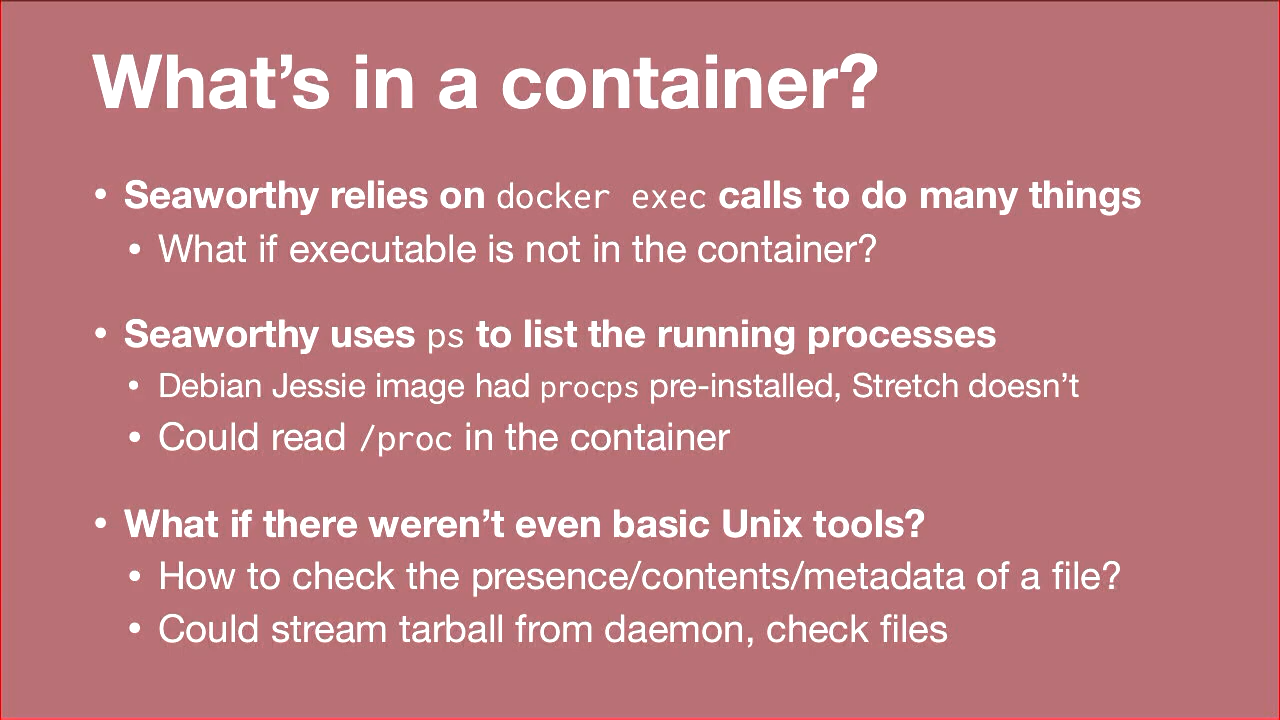 What’s in a container?
• Seaworthy relies on docker exec calls to do many things
• What if executable is not in the container?
• Seaworthy uses ps to list the running processes
• Debian Jessie image had procps pre-installed, Stretch doesn’t
• Could read /proc in the container
• What if there weren’t even basic Unix tools?
• How to check the presence/contents/metadata of a file?
• Could stream tarball from daemon, check files